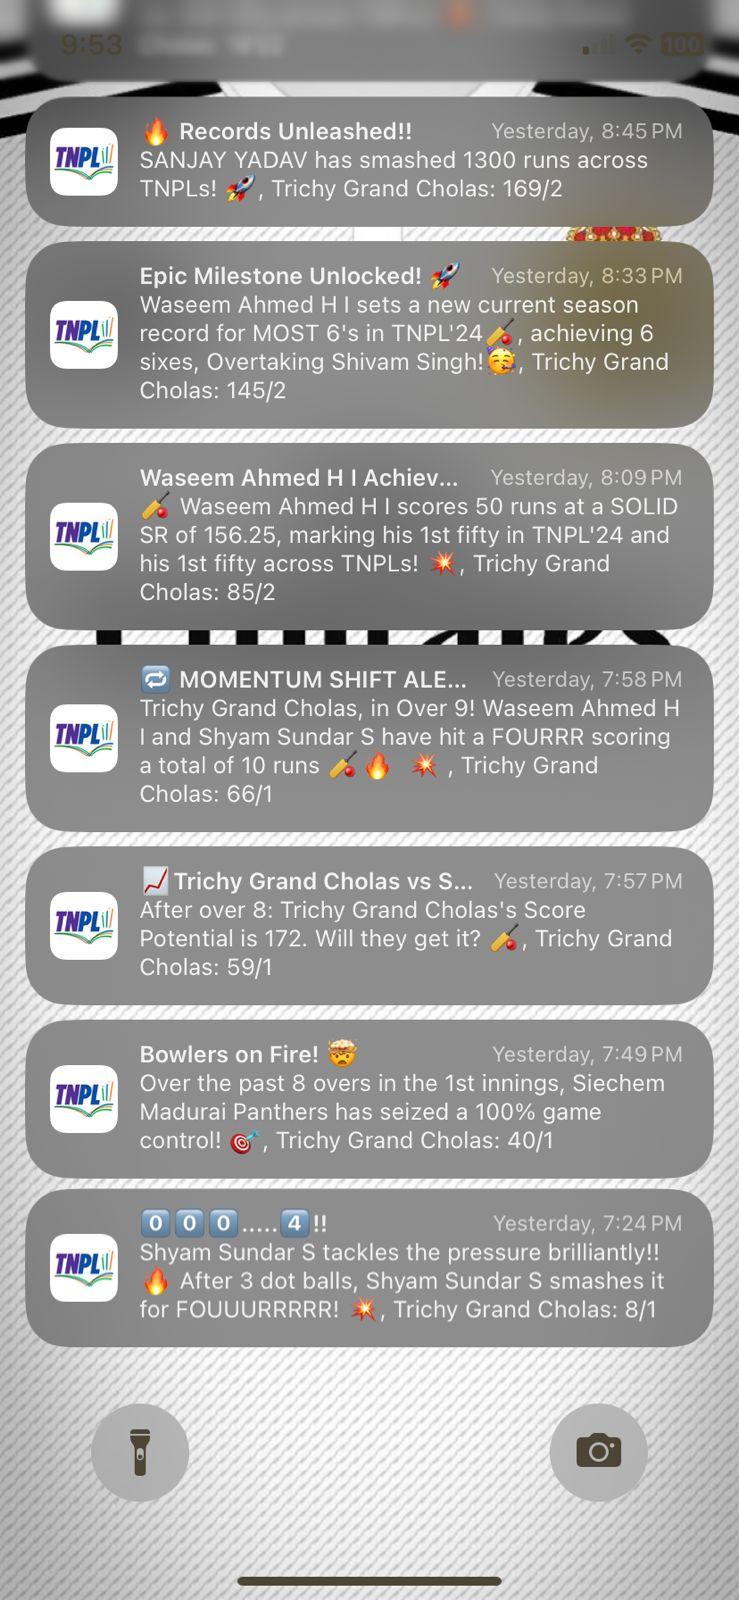 9:53
100
🔥 Records Unleashed!! Yesterday, 8:45 PM
TNPL
SANJAY YADAV has smashed 1300 runs across
TNPLs! 🚀, Trichy Grand Cholas: 169/2
Epic Milestone Unlocked! 🚀 Yesterday, 8:33 PM
Waseem Ahmed H I sets a new current season
TNPL
record for MOST 6's in TNPL'24🏏, achieving 6
sixes, Overtaking Shivam Singh!🥳, Trichy Grand
Cholas: 145/2
Waseem Ahmed H I Achiev... Yesterday, 8:09 PM
🏏 Waseem Ahmed H I scores 50 runs at a SOLID
TNPL
SR of 156.25, marking his 1st fifty in TNPL'24 and
his 1st fifty across TNPLs! 💥, Trichy Grand
Cholas: 85/2
🔁 MOMENTUM SHIFT ALE... Yesterday, 7:58 PM
Trichy Grand Cholas, in Over 9! Waseem Ahmed H
TNPL
I and Shyam Sundar S have hit a FOURRR scoring
a total of 10 runs 🏏🔥 💥 , Trichy Grand
Cholas: 66/1
📈Trichy Grand Cholas vs S... Yesterday, 7:57 PM
After over 8: Trichy Grand Cholas's Score
TNPL
Potential is 172. Will they get it? 🏏, Trichy Grand
Cholas: 59/1
Bowlers on Fire! 🤯 Yesterday, 7:49 PM
Over the past 8 overs in the 1st innings, Siechem
TNPL
Madurai Panthers has seized a 100% game
control! 🎯, Trichy Grand Cholas: 40/1
0️⃣0️⃣0️⃣.....4️⃣!! Yesterday, 7:24 PM
Shyam Sundar S tackles the pressure brilliantly!!
TNPL
🔥 After 3 dot balls, Shyam Sundar S smashes it
for FOUUURRRRR! 💥, Trichy Grand Cholas: 8/1